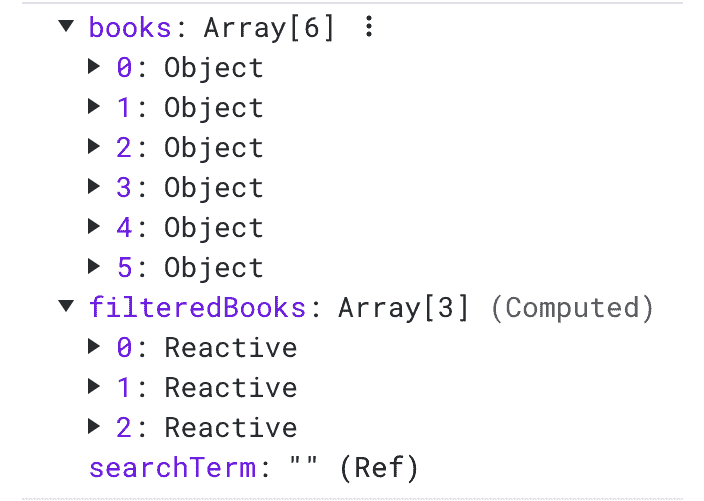 books: Array[6]
0: Object
1: Object
2: Object
3: Object
4: Object
5: Object
filteredBooks: Array[3] (Computed)
0: Reactive
1: Reactive
2: Reactive
searchTerm: "" (Ref)